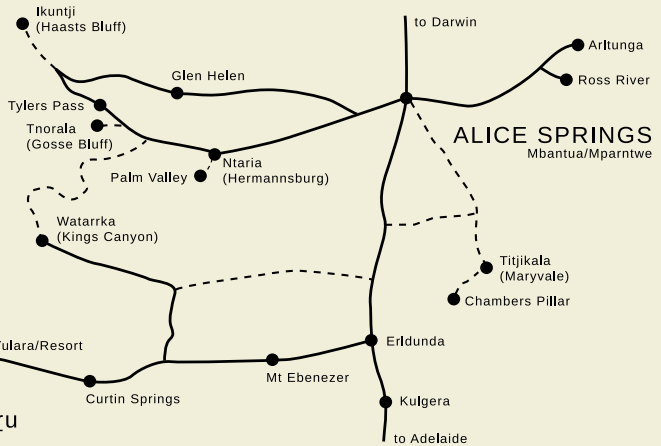 Ikuntji
(Haasts Bluff)
to Darwin
Arltunga
Glen Helen
Ross River
Tylers Pass
Tnorala
(Gosse Bluff)
ALICE SPRINGS
Mbantua/Mparntwe
Ntaria
(Hermannsburg)
Palm Valley
Watarrka
(Kings Canyon)
Titjikala
(Maryvale)
Chambers Pillar
Yulara/Resort
Erldunda
Mt Ebenezer
Curtin Springs
Kulgera
to Adelaide